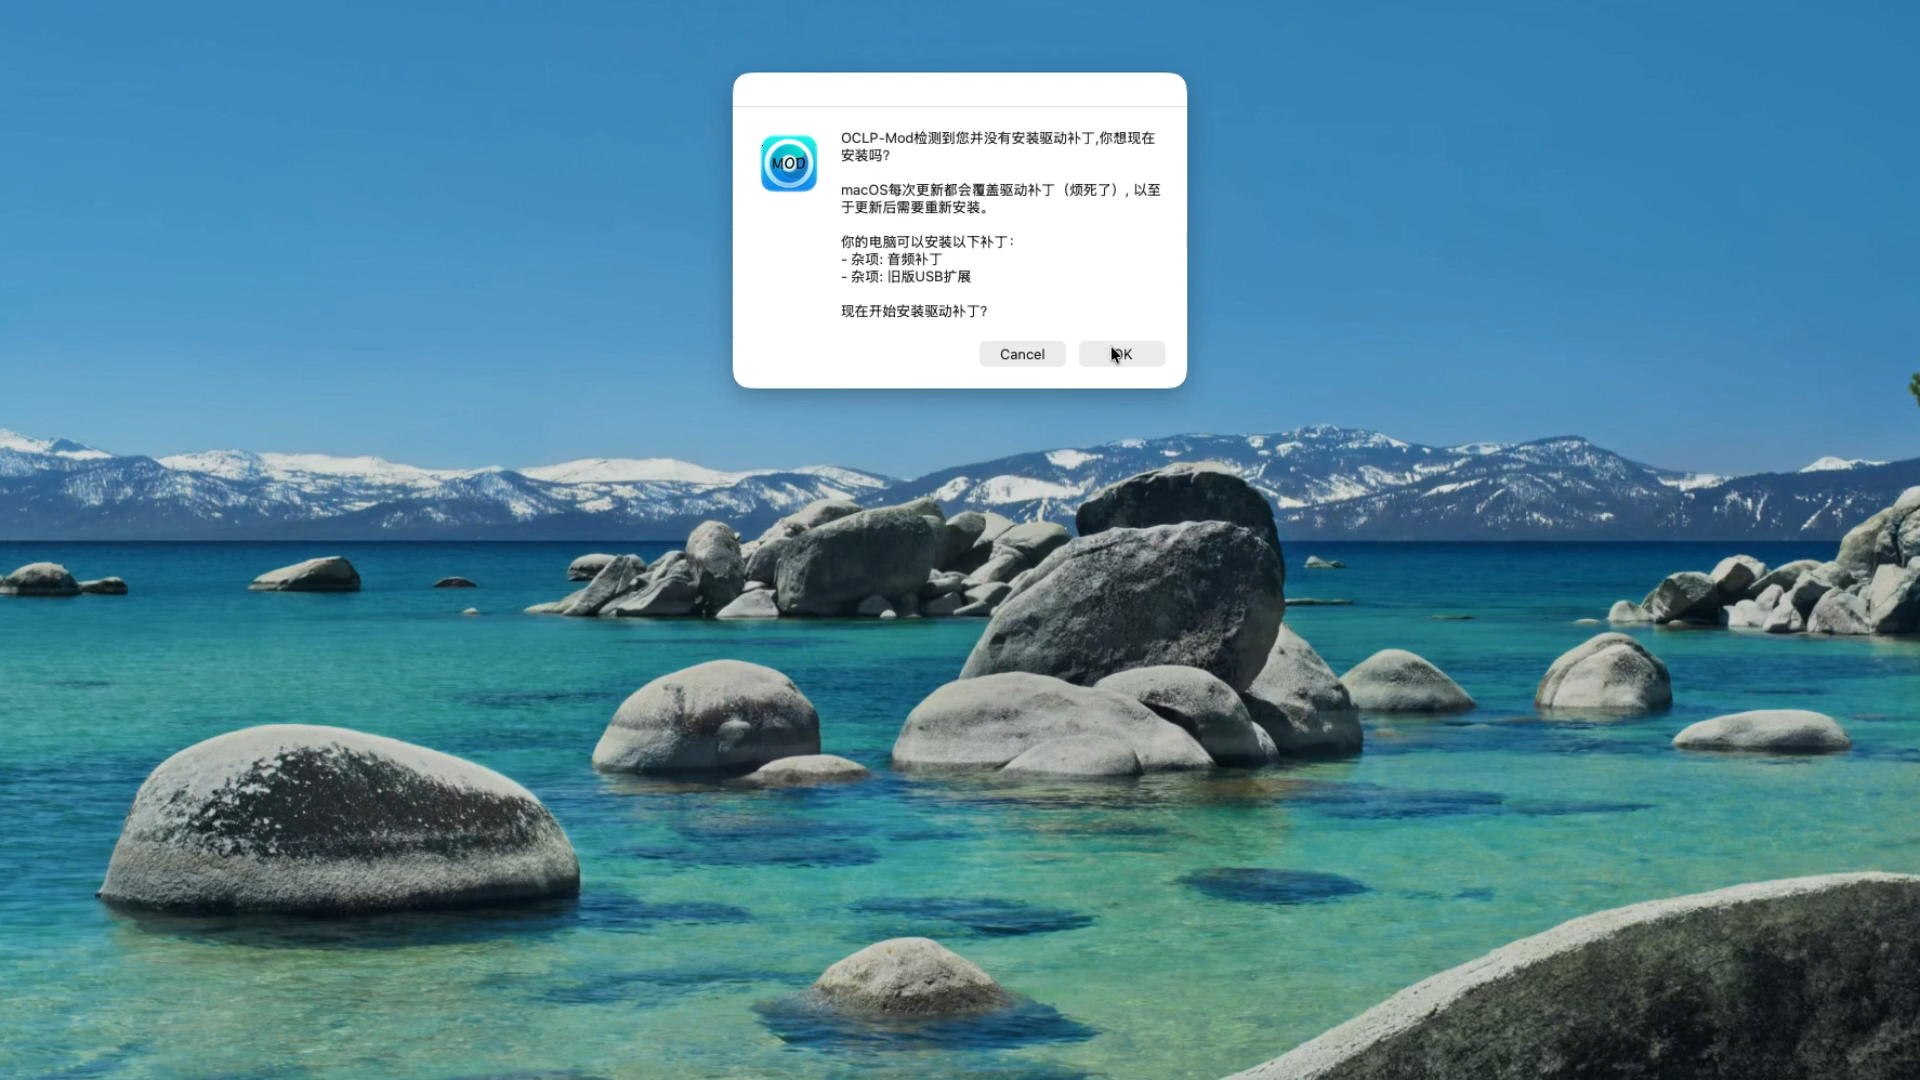 OCLP-Mod检测到您并没有安装驱动补丁,你想现在
安装吗?
MOD
macOS每次更新都会覆盖驱动补丁（烦死了）, 以至
于更新后需要重新安装。
你的电脑可以安装以下补丁:
- 杂项: 音频补丁
- 杂项: 旧版USB扩展
现在开始安装驱动补丁?
Cancel
OK